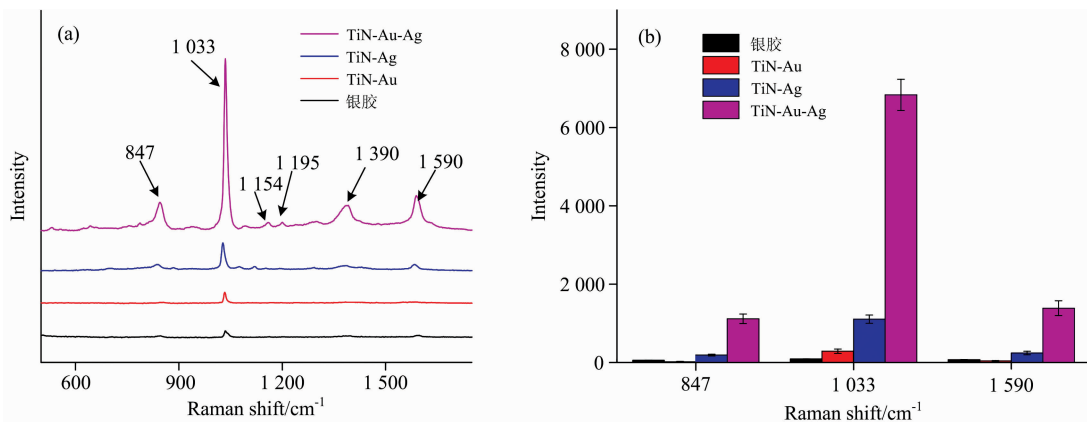 (a)
TiN-Au-Ag
TiN-Ag
TiN-Au
银胶
1 033
847
1 154
1 195
1 390
1 590
Intensity
600
900
1 200
1 500
Raman shift/cm⁻¹
(b)
银胶
TiN-Au
TiN-Ag
TiN-Au-Ag
8 000
6 000
4 000
2 000
0
Intensity
847
1 033
1 590
Raman shift/cm⁻¹